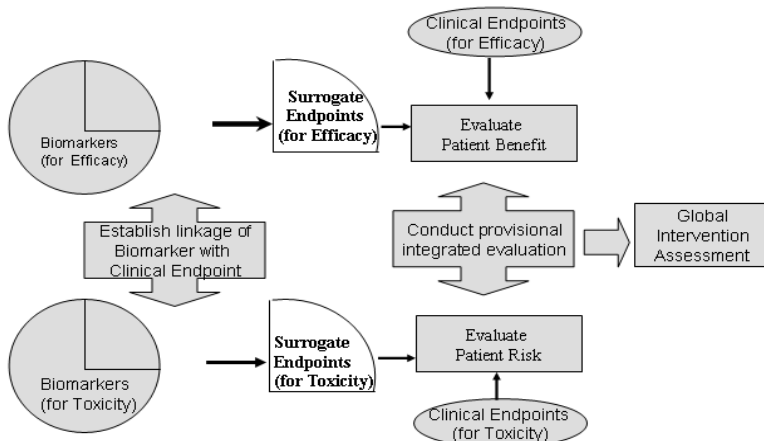 Clinical Endpoints
(for Efficacy)
Surrogate
Endpoints
(for Efficacy)
Biomarkers
(for Efficacy)
Evaluate
Patient Benefit
Establish linkage of
Biomarker with
Clinical Endpoint
Conduct provisional
integrated evaluation
Global
Intervention
Assessment
Biomarkers
(for Toxicity)
Surrogate
Endpoints
(for Toxicity)
Evaluate
Patient Risk
Clinical Endpoints
(for Toxicity)